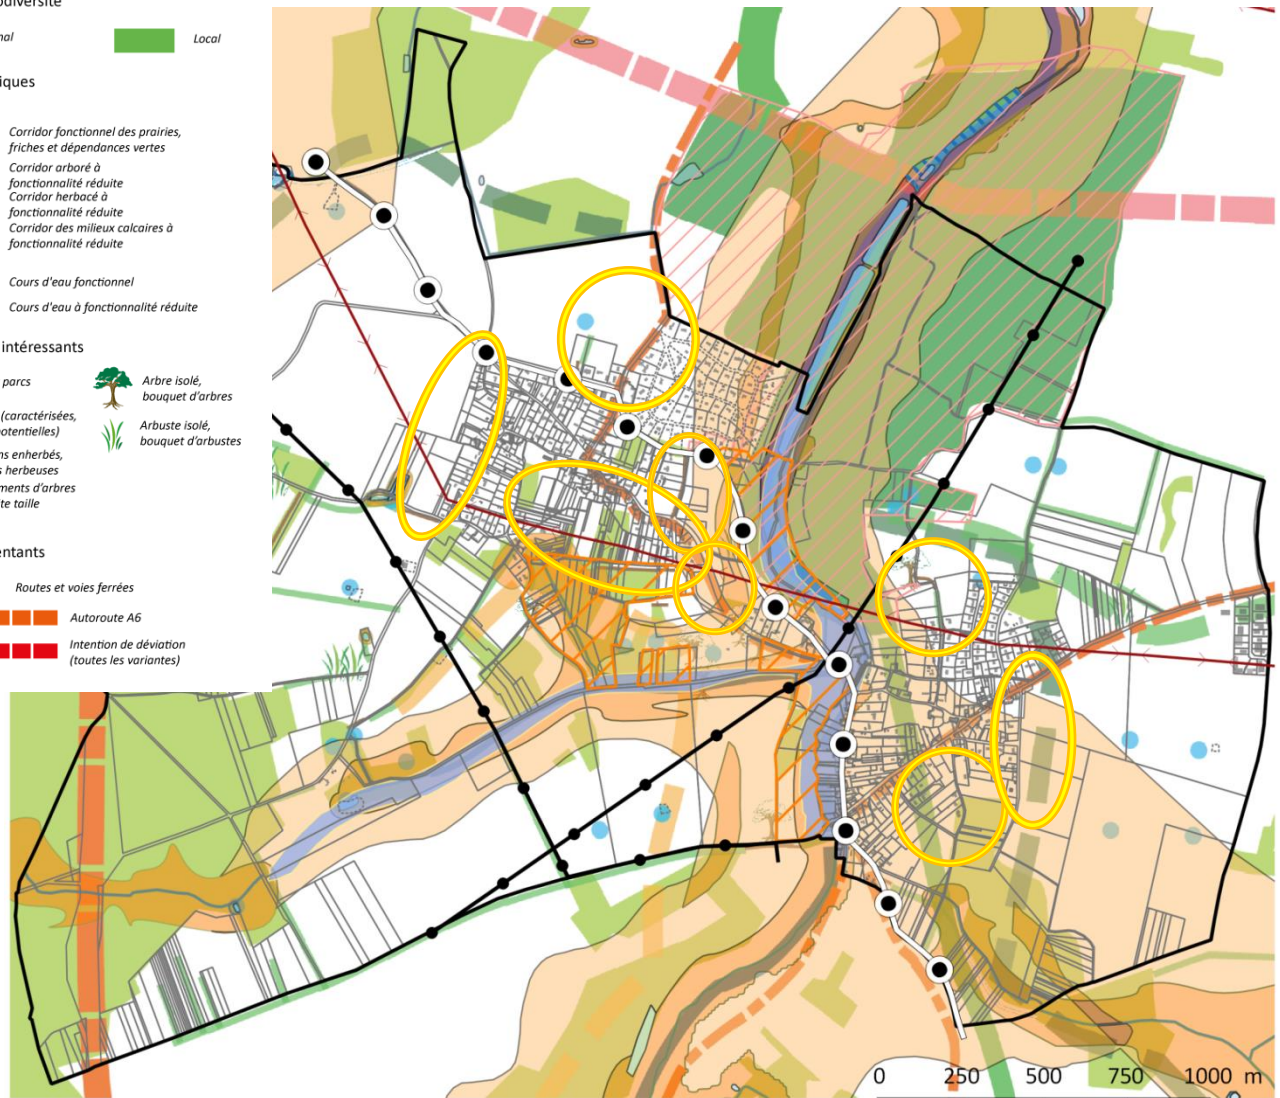 odiversité
nal
Local
iques
Corridor fonctionnel des prairies,
friches et dépendances vertes
Corridor arboré à
fonctionnalité réduite
Corridor herbacé à
fonctionnalité réduite
Corridor des milieux calcaires à
fonctionnalité réduite
Cours d'eau fonctionnel
Cours d'eau à fonctionnalité réduite
intéressants
parcs
Arbre isolé,
bouquet d'arbres
(caractérisées,
potentielles)
Arbuste isolé,
bouquet d'arbustes
ns enherbés,
s herbeuses
ments d'arbres
te taille
entants
Routes et voies ferrées
Autoroute A6
Intention de déviation
(toutes les variantes)
0 250 500 750 1000 m